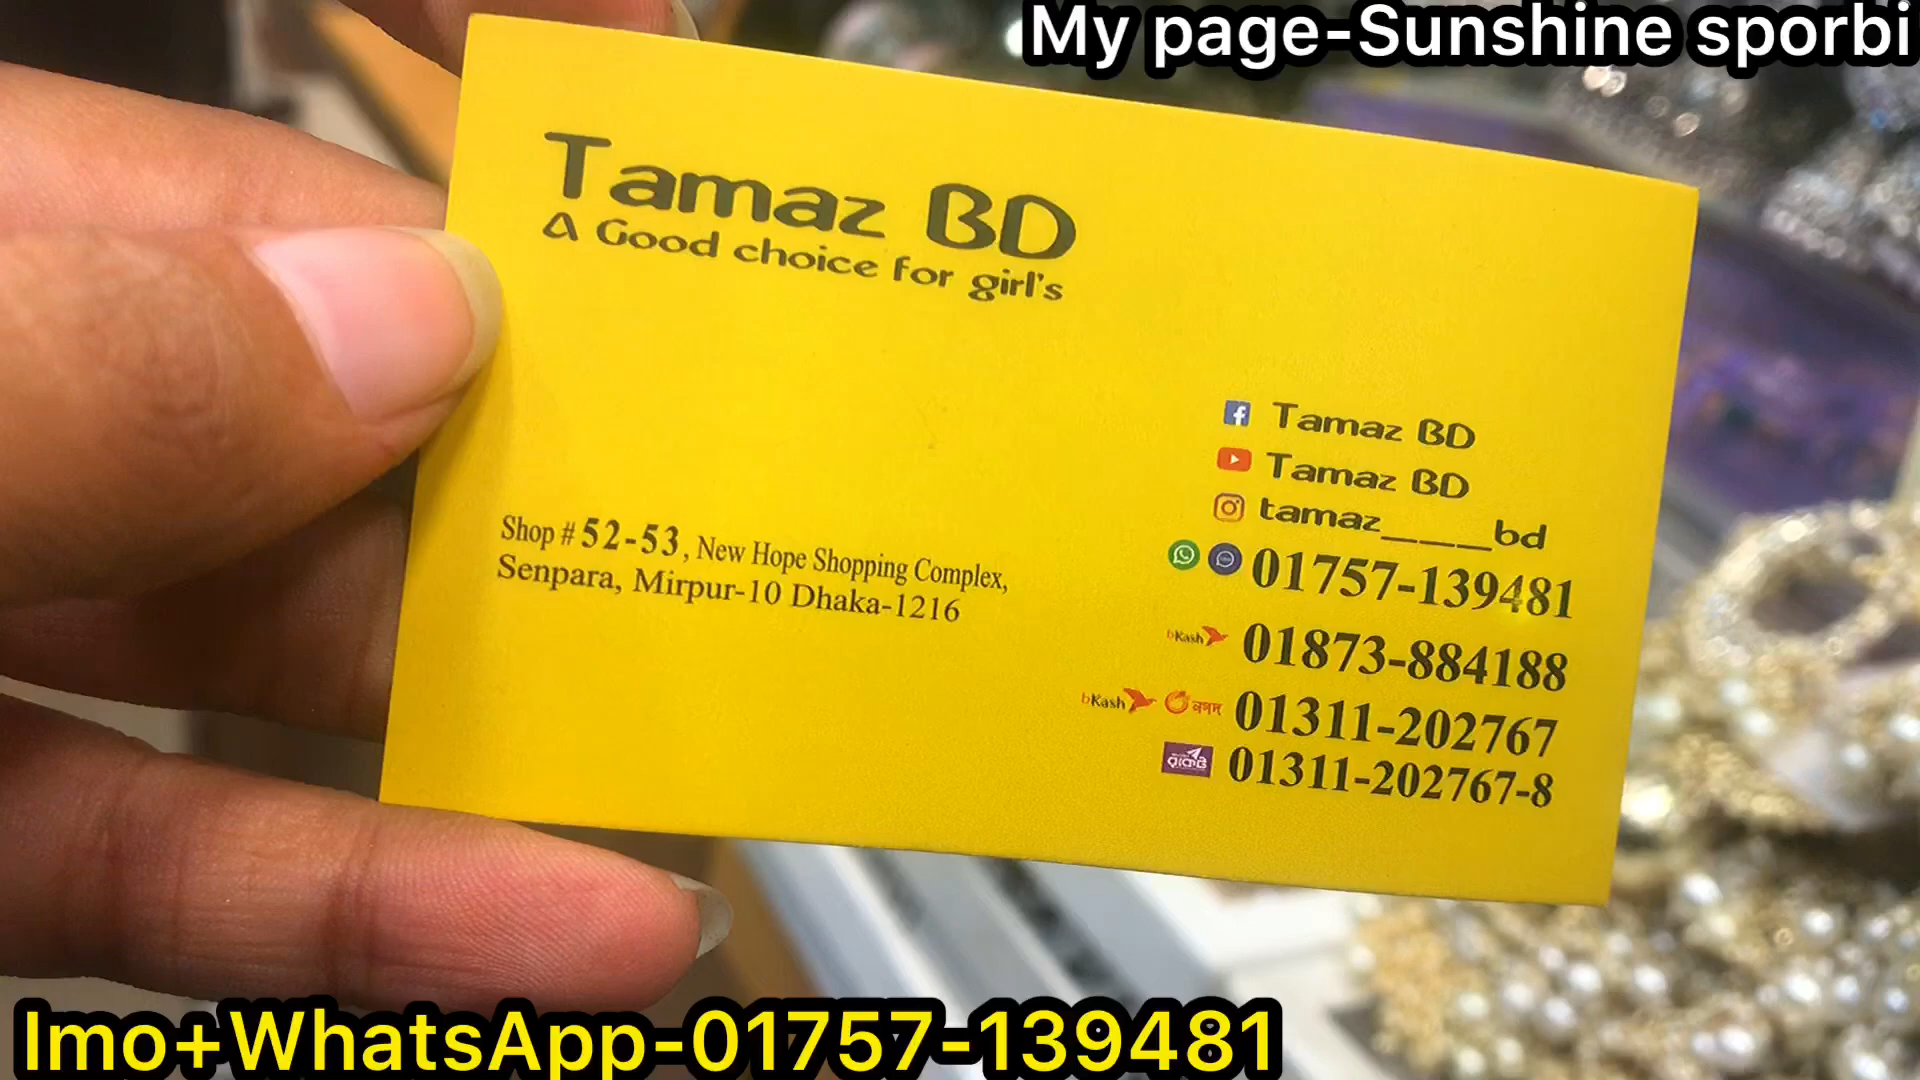 My page-Sunshine sporbi
Tamaz BD
A Good choice for girl's
Tamaz BD
Tamaz BD
tamaz____bd
01757-139481
Shop # 52-53, New Hope Shopping Complex,
Senpara, Mirpur-10 Dhaka-1216
bKash 01873-884188
bKash নগদ 01311-202767
রকেট 01311-202767-8
Imo+WhatsApp-01757-139481